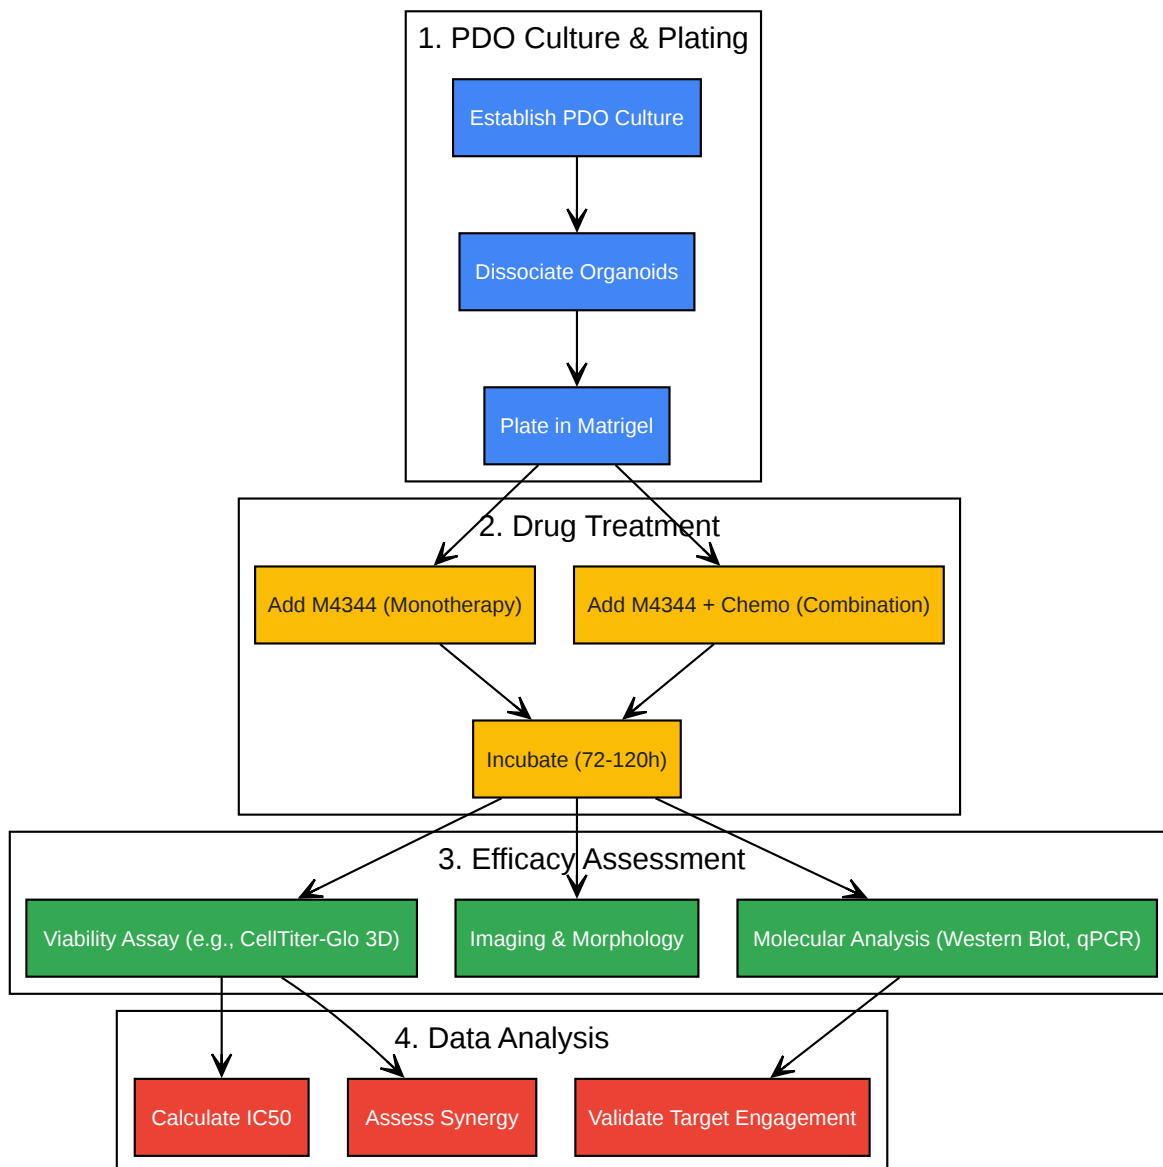 1. PDO Culture & Plating
Establish PDO Culture
Dissociate Organoids
Plate in Matrigel
2. Drug Treatment
Add M4344 (Monotherapy)
Add M4344 + Chemo (Combination)
Incubate (72-120h)
3. Efficacy Assessment
Viability Assay (e.g., CellTiter-Glo 3D)
Imaging & Morphology
Molecular Analysis (Western Blot, qPCR)
4. Data Analysis
Calculate IC50
Assess Synergy
Validate Target Engagement